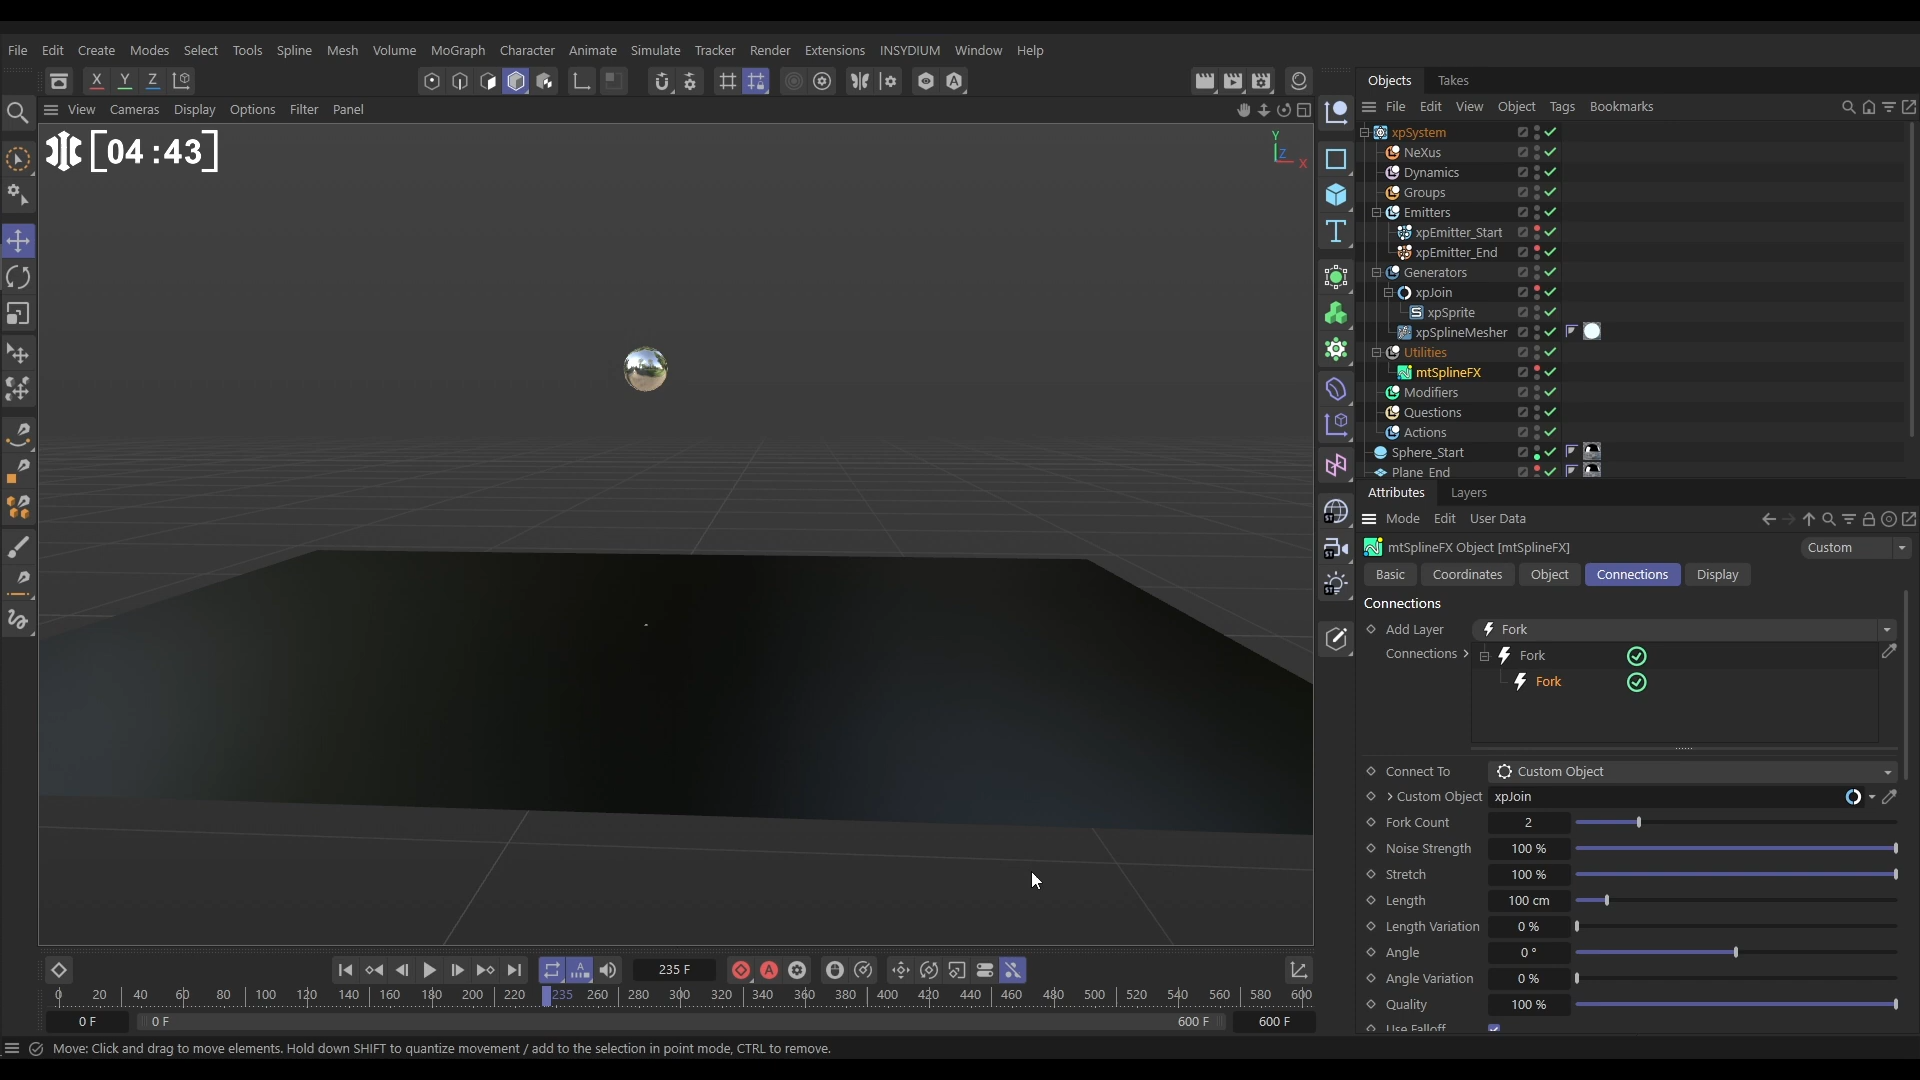 File Edit Create Modes Select Tools Spline Mesh Volume MoGraph Character Animate Simulate Tracker Render Extensions INSYDIUM Window Help
X Y Z
View Cameras Display Options Filter Panel
[04:43]
Y
Z
X
Objects Takes
File Edit View Object Tags Bookmarks
xpSystem
NeXus
Dynamics
Groups
Emitters
xpEmitter_Start
xpEmitter_End
Generators
xpJoin
xpSprite
xpSplineMesher
Utilities
mtSplineFX
Modifiers
Questions
Actions
Sphere_Start
Plane_End
Attributes Layers
Mode Edit User Data
mtSplineFX Object [mtSplineFX]
Custom
Basic Coordinates Object Connections Display
Connections
Add Layer Fork
Connections > Fork
Fork
Connect To Custom Object
> Custom Object xpJoin
Fork Count 2
Noise Strength 100 %
Stretch 100 %
Length 100 cm
Length Variation 0 %
Angle 0 °
Angle Variation 0 %
Quality 100 %
Use Falloff
235 F
0 20 40 60 80 100 120 140 160 180 200 220 235 260 280 300 320 340 360 380 400 420 440 460 480 500 520 540 560 580 600
0 F 0 F 600 F 600 F
Move: Click and drag to move elements. Hold down SHIFT to quantize movement / add to the selection in point mode, CTRL to remove.